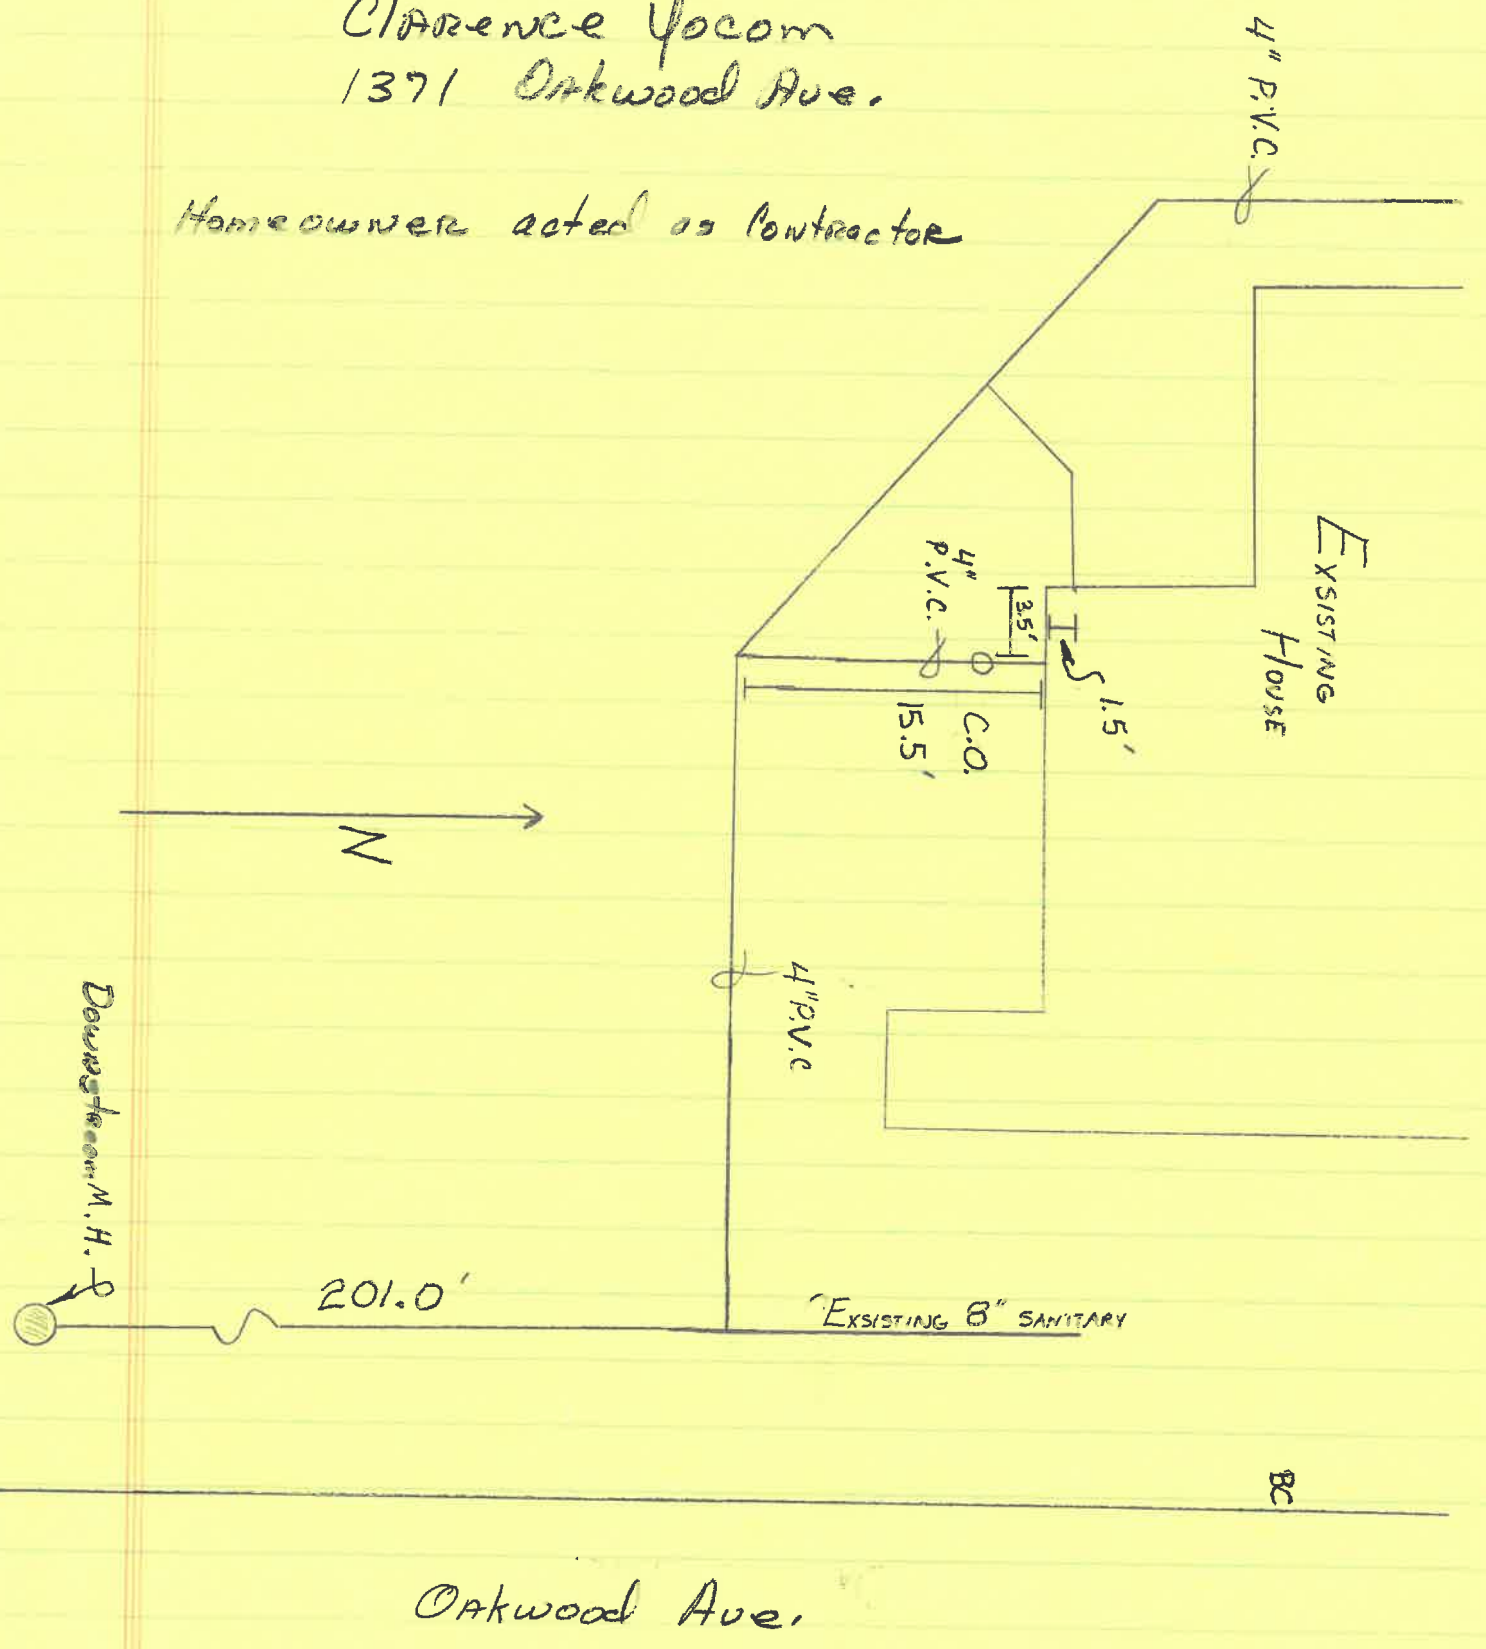 Clarence Yocom
1371 Oakwood Ave.
4" P.V.C.
Homeowner acted as Contractor
Exsisting
House
4"
P.V.C.
3.5'
1.5'
C.O.
15.5'
N
4" P.V.C
Downstream M.H.
201.0'
Exsisting 8" Sanitary
BC
Oakwood Ave.